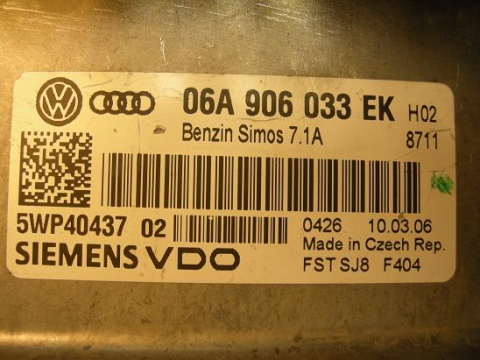 06A 906 033 EK H02
Benzin Simos 7.1A 8711
5WP40437 02 0426 10.03.06
Made in Czech Rep.
SIEMENS VDO FST SJ8 F404